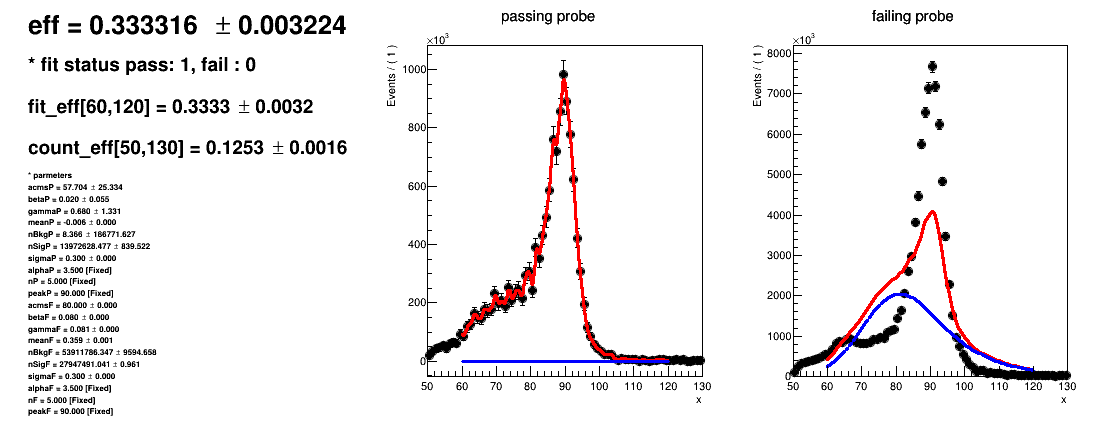 eff = 0.333316 ± 0.003224
* fit status pass: 1, fail : 0
fit_eff[60,120] = 0.3333 ± 0.0032
count_eff[50,130] = 0.1253 ± 0.0016
* parmeters
acmsP = 57.704 ± 25.334
betaP = 0.020 ± 0.055
gammaP = 0.680 ± 1.331
meanP = -0.006 ± 0.000
nBkgP = 8.366 ± 186771.627
nSigP = 13972628.477 ± 839.522
sigmaP = 0.300 ± 0.000
alphaP = 3.500 [Fixed]
nP = 5.000 [Fixed]
peakP = 90.000 [Fixed]
acmsF = 80.000 ± 0.000
betaF = 0.080 ± 0.000
gammaF = 0.081 ± 0.000
meanF = 0.359 ± 0.001
nBkgF = 53911786.347 ± 9594.658
nSigF = 27947491.041 ± 0.961
sigmaF = 0.300 ± 0.000
alphaF = 3.500 [Fixed]
nF = 5.000 [Fixed]
peakF = 90.000 [Fixed]
passing probe
×10³
Events / ( 1 )
1000
800
600
400
200
0
50 60 70 80 90 100 110 120 130
x
failing probe
×10³
Events / ( 1 )
8000
7000
6000
5000
4000
3000
2000
1000
0
50 60 70 80 90 100 110 120 130
x